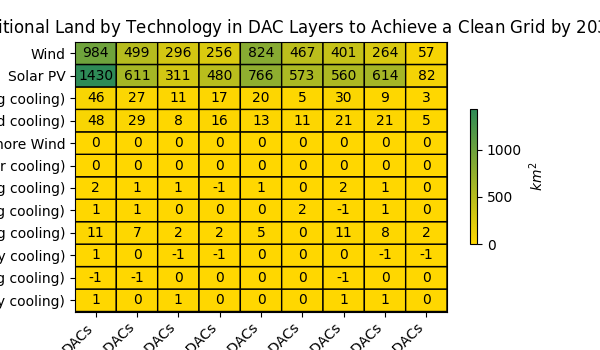 Additional Land by Technology in DAC Layers to Achieve a Clean Grid by
Wind 984 499 296 256 824 467 401 264 57
Solar PV 1430 611 311 480 766 573 560 614 82
cooling) 46 27 11 17 20 5 30 9 3
cooling) 48 29 8 16 13 11 21 21 5
Wind 0 0 0 0 0 0 0 0 0
cooling) 0 0 0 0 0 0 0 0 0
cooling) 2 1 1 -1 1 0 2 1 0
cooling) 1 1 0 0 0 2 -1 1 0
cooling) 11 7 2 2 5 0 11 8 2
cooling) 1 0 -1 -1 0 0 0 -1 -1
cooling) -1 -1 0 0 0 0 -1 0 0
cooling) 1 0 1 0 0 0 1 1 0
DACs DACs DACs DACs DACs DACs DACs DACs DACs
1000
500
0
km²